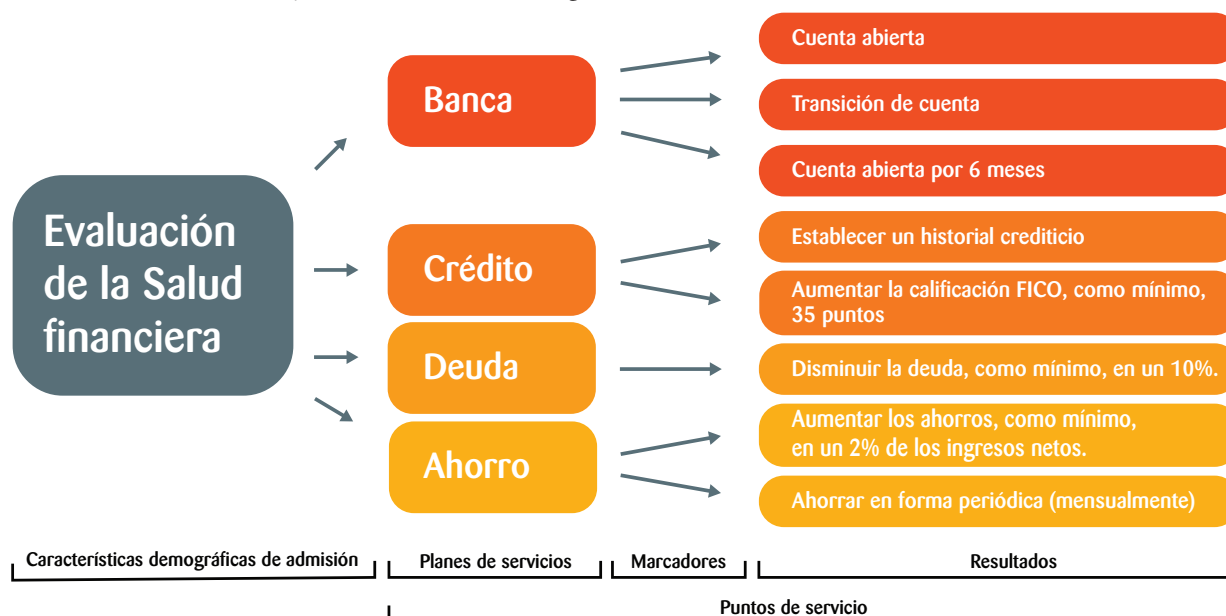 Evaluación
de la Salud
financiera
Banca
Cuenta abierta
Transición de cuenta
Cuenta abierta por 6 meses
Crédito
Establecer un historial crediticio
Aumentar la calificación FICO, como mínimo,
35 puntos
Deuda
Disminuir la deuda, como mínimo, en un 10%.
Ahorro
Aumentar los ahorros, como mínimo,
en un 2% de los ingresos netos.
Ahorrar en forma periódica (mensualmente)
Características demográficas de admisión
Planes de servicios
Marcadores
Resultados
Puntos de servicio